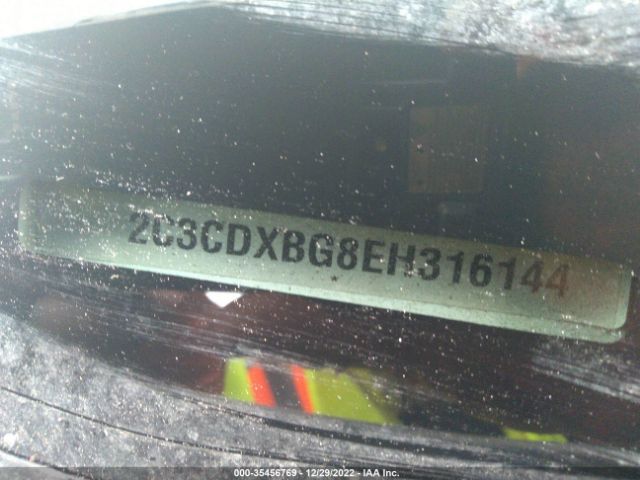 2C3CDXBG8EH316144
000-35456769 - 12/29/2022 - IAA Inc.